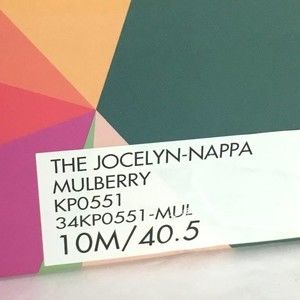 THE JOCELYN-NAPPA
MULBERRY
KP0551
34KP0551-MUL
10M/40.5